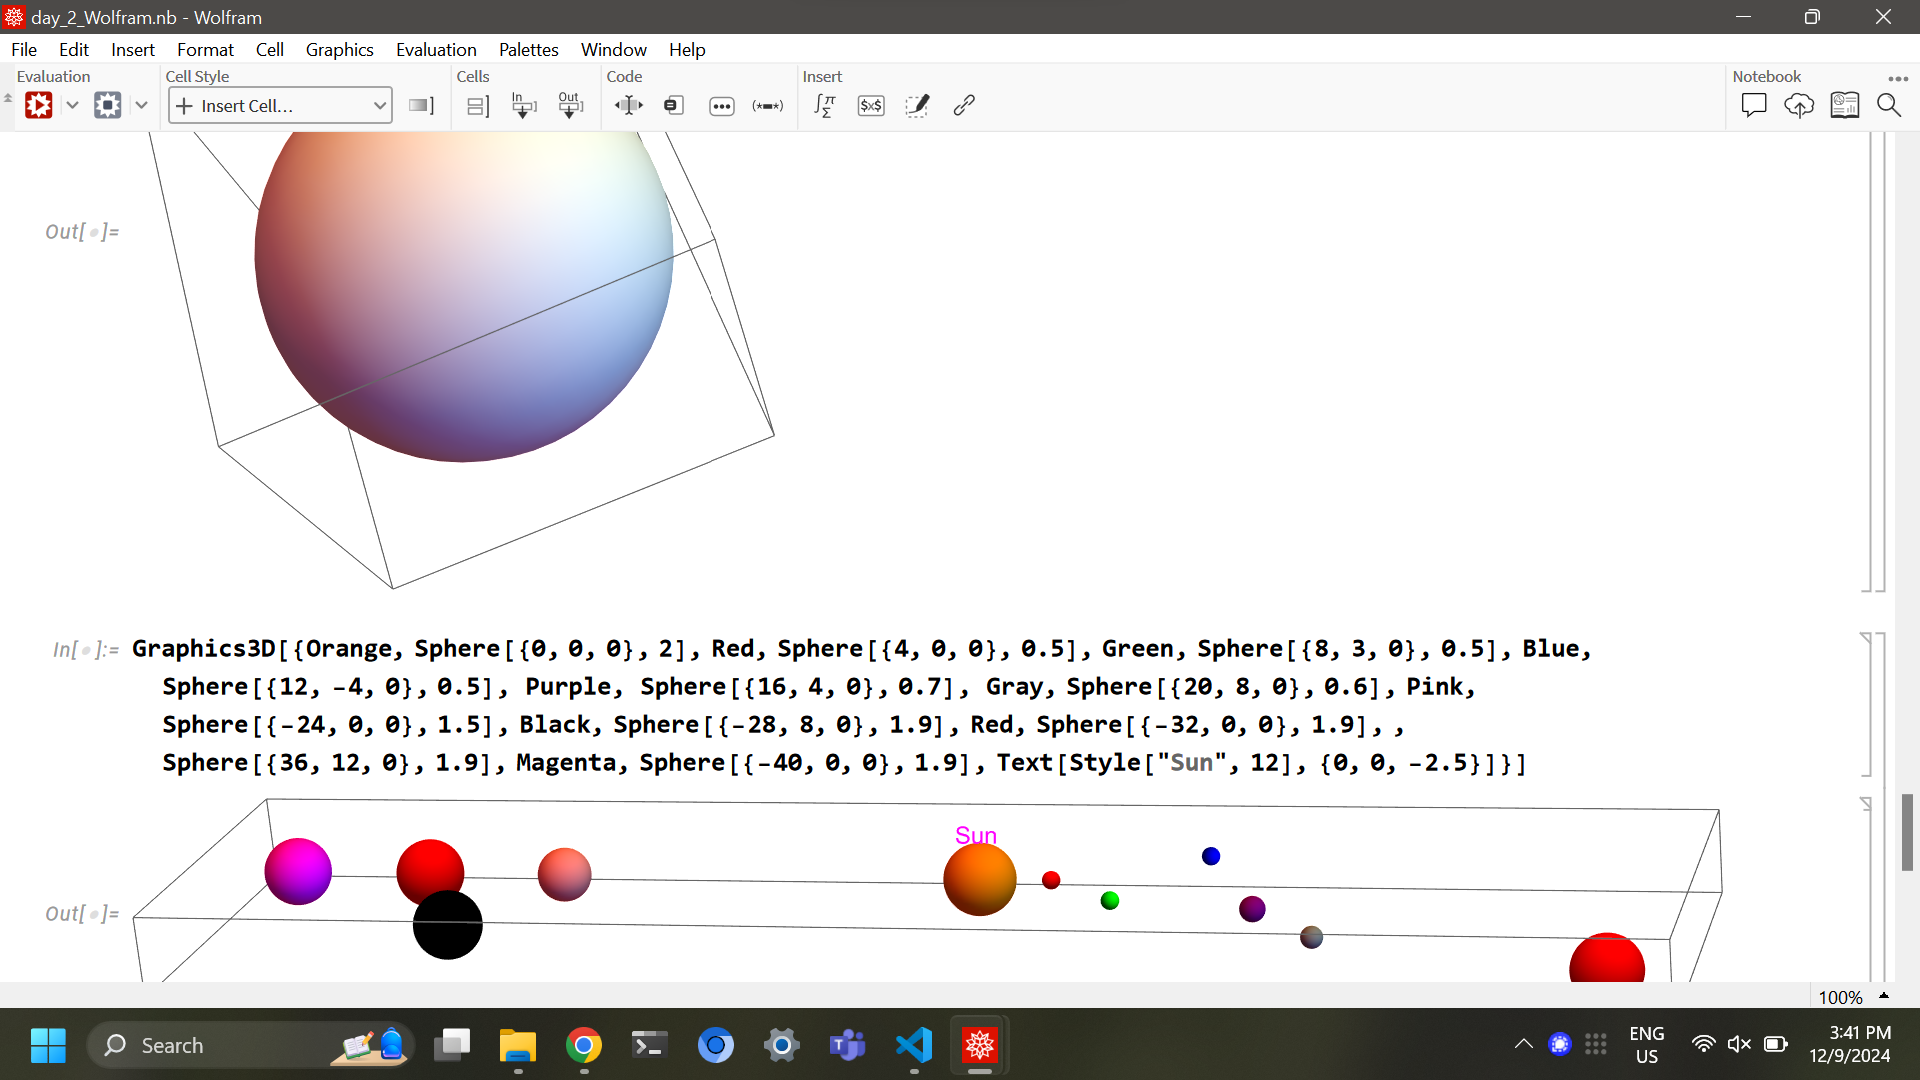 day_2_Wolfram.nb - Wolfram
File Edit Insert Format Cell Graphics Evaluation Palettes Window Help
Evaluation Cell Style Cells Code Insert Notebook
Insert Cell...
In Out
$x$
Out[ ]=
In[ ]:= Graphics3D[{Orange, Sphere[{0, 0, 0}, 2], Red, Sphere[{4, 0, 0}, 0.5], Green, Sphere[{8, 3, 0}, 0.5], Blue,
Sphere[{12, -4, 0}, 0.5], Purple, Sphere[{16, 4, 0}, 0.7], Gray, Sphere[{20, 8, 0}, 0.6], Pink,
Sphere[{-24, 0, 0}, 1.5], Black, Sphere[{-28, 8, 0}, 1.9], Red, Sphere[{-32, 0, 0}, 1.9], ,
Sphere[{36, 12, 0}, 1.9], Magenta, Sphere[{-40, 0, 0}, 1.9], Text[Style["Sun", 12], {0, 0, -2.5}]}]
Sun
Out[ ]=
100%
Search
ENG
US
3:41 PM
12/9/2024